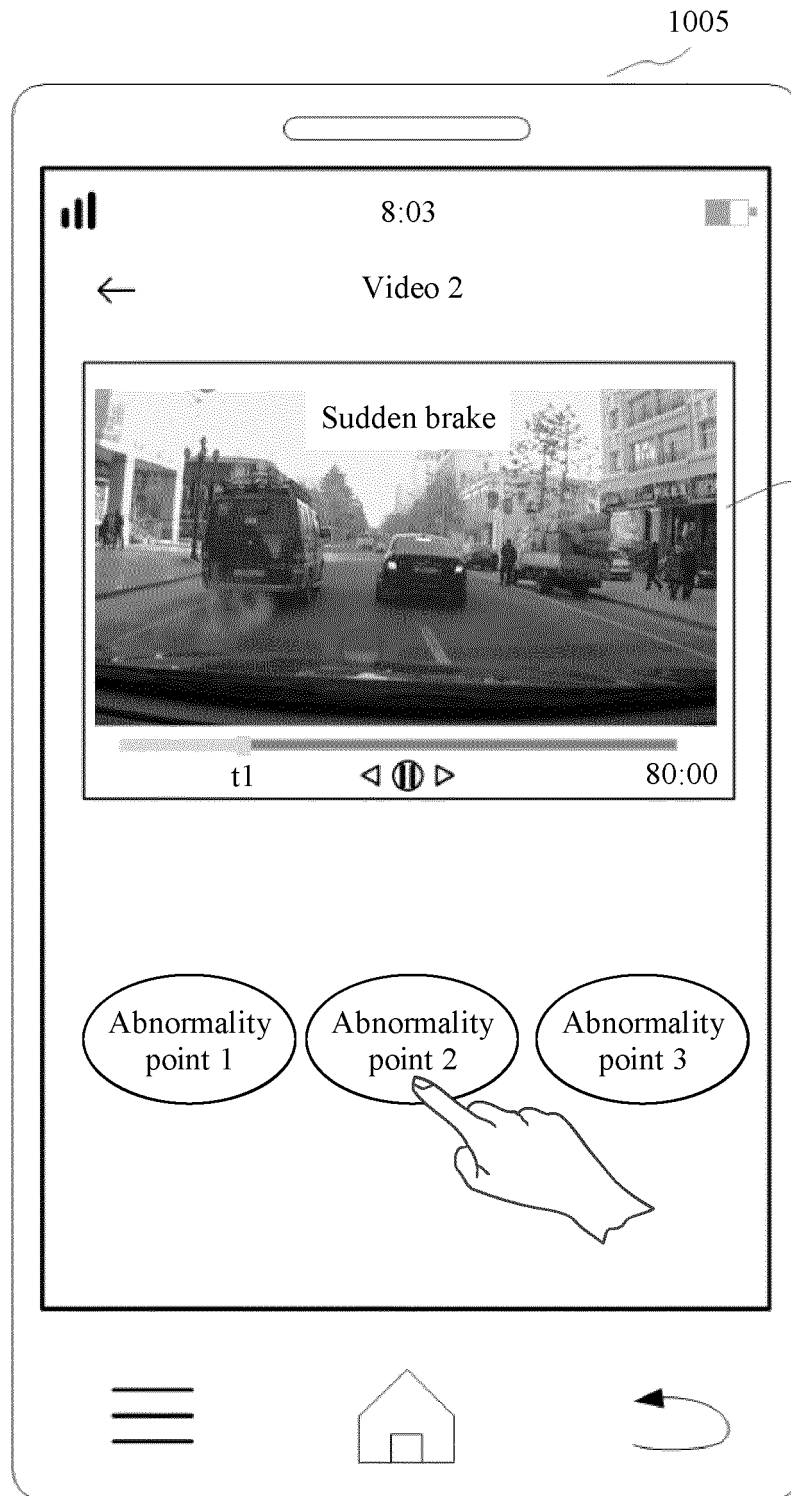 1005
8:03
Video 2
Sudden brake
t1
80:00
Abnormality
point 1
Abnormality
point 2
Abnormality
point 3